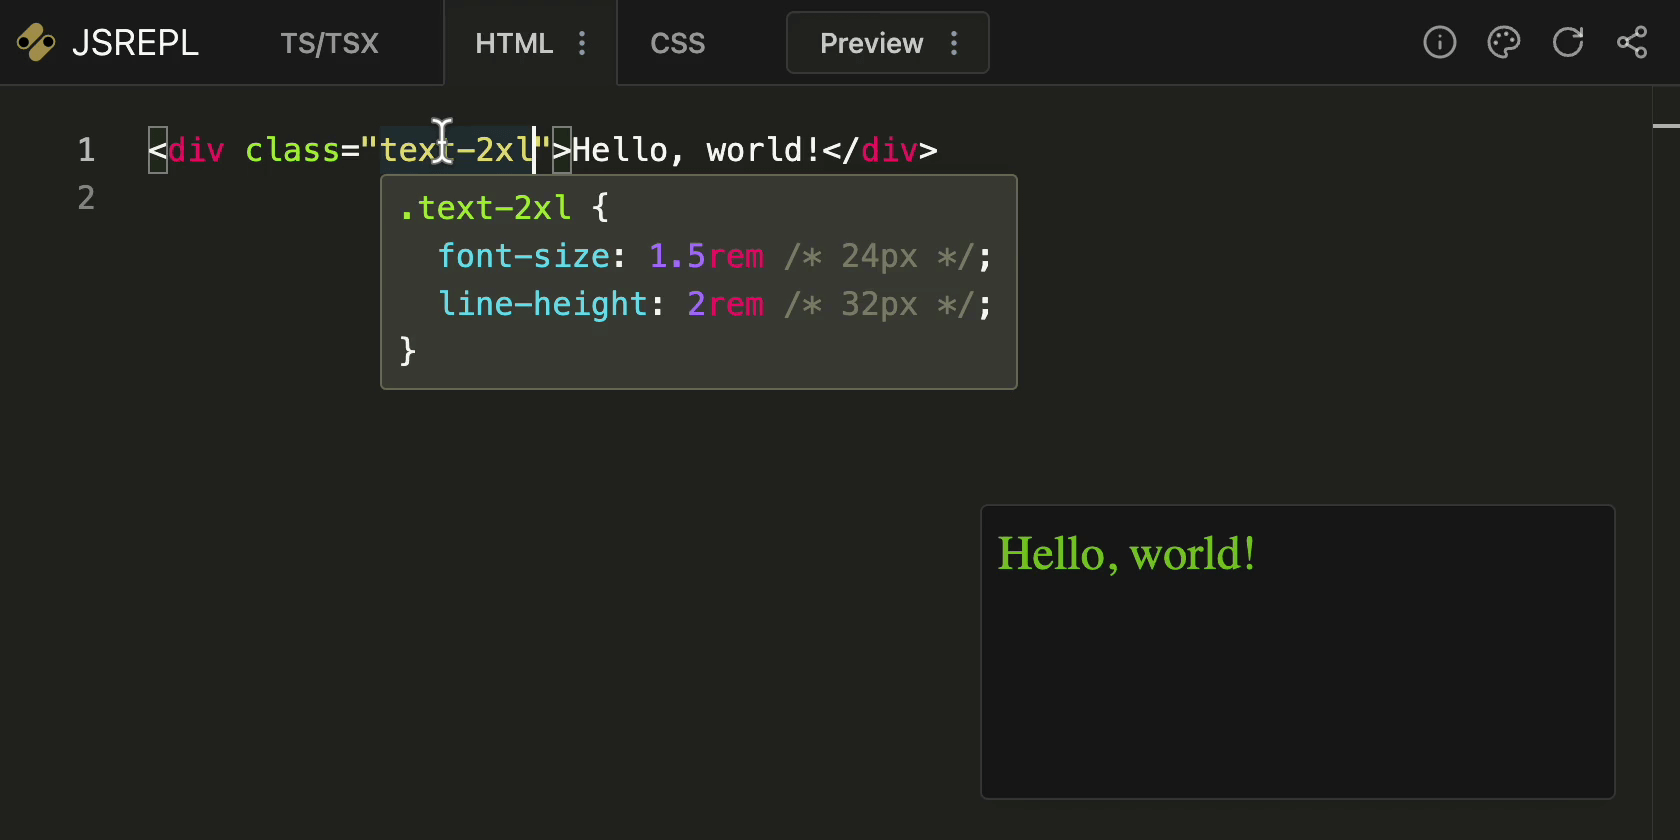 JSREPL TS/TSX HTML CSS Preview
1 <div class="text-2xl">Hello, world!</div>
2
.text-2xl {
  font-size: 1.5rem /* 24px */;
  line-height: 2rem /* 32px */;
}
Hello, world!